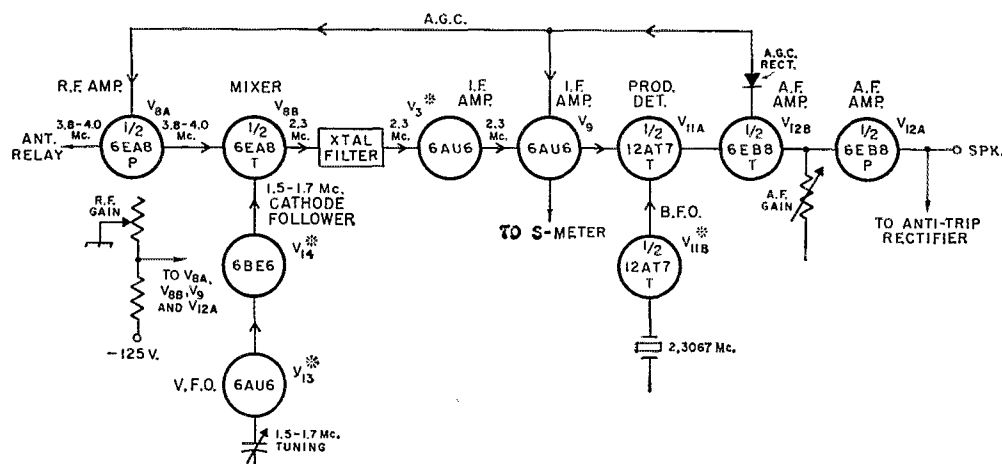 A.G.C.
A.G.C.
RECT.
R.F. AMP.
MIXER
I.F.
AMP.
I.F.
AMP.
PROD.
DET.
A.F.
AMP.
A.F.
AMP.
V8A
V8B
V3*
V9
V11A
V12B
V12A
ANT.
RELAY
3.8-4.0
Mc.
1/2
6EA8
P
3.8-4.0
Mc.
1/2
6EA8
T
2.3
Mc.
XTAL
FILTER
2.3
Mc.
6AU6
2.3
Mc.
6AU6
1/2
12AT7
T
1/2
6EB8
T
1/2
6EB8
P
SPK.
R.F.
GAIN
1.5-1.7 Mc.
CATHODE
FOLLOWER
TO S-METER
B.F.O.
A.F.
GAIN
TO ANTI-TRIP
RECTIFIER
6BE6
V14*
1/2
12AT7
T
V11B*
TO V8A,
V8B, V9
AND V12A
-125 V.
2,3067 Mc.
V.F.O.
6AU6
V13*
1.5-1.7 Mc.
TUNING